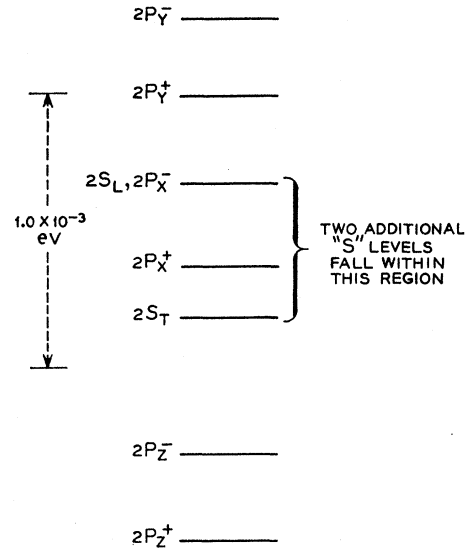 2P_Y^-
2P_Y^+
2S_L, 2P_X^-
1.0 X 10^-3
eV
TWO ADDITIONAL
"S" LEVELS
FALL WITHIN
THIS REGION
2P_X^+
2S_T
2P_Z^-
2P_Z^+